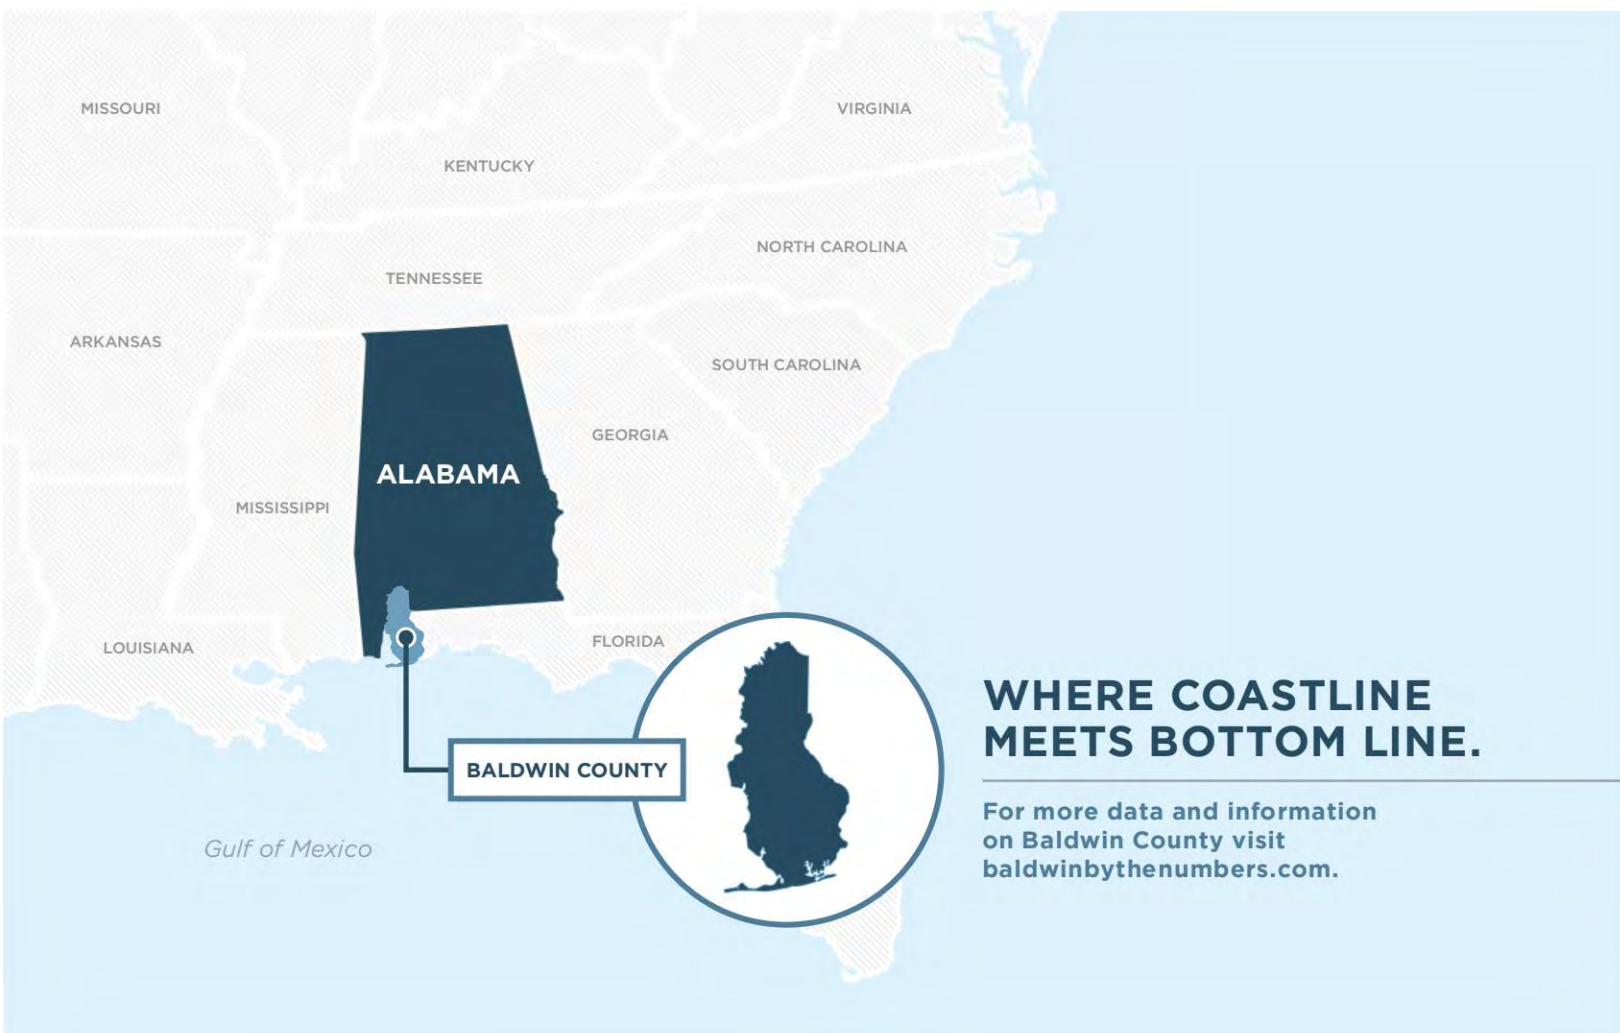 MISSOURI
VIRGINIA
KENTUCKY
NORTH CAROLINA
TENNESSEE
ARKANSAS
SOUTH CAROLINA
GEORGIA
ALABAMA
MISSISSIPPI
FLORIDA
LOUISIANA
WHERE COASTLINE
MEETS BOTTOM LINE.
BALDWIN COUNTY
For more data and information
on Baldwin County visit
baldwinbythenumbers.com.
Gulf of Mexico